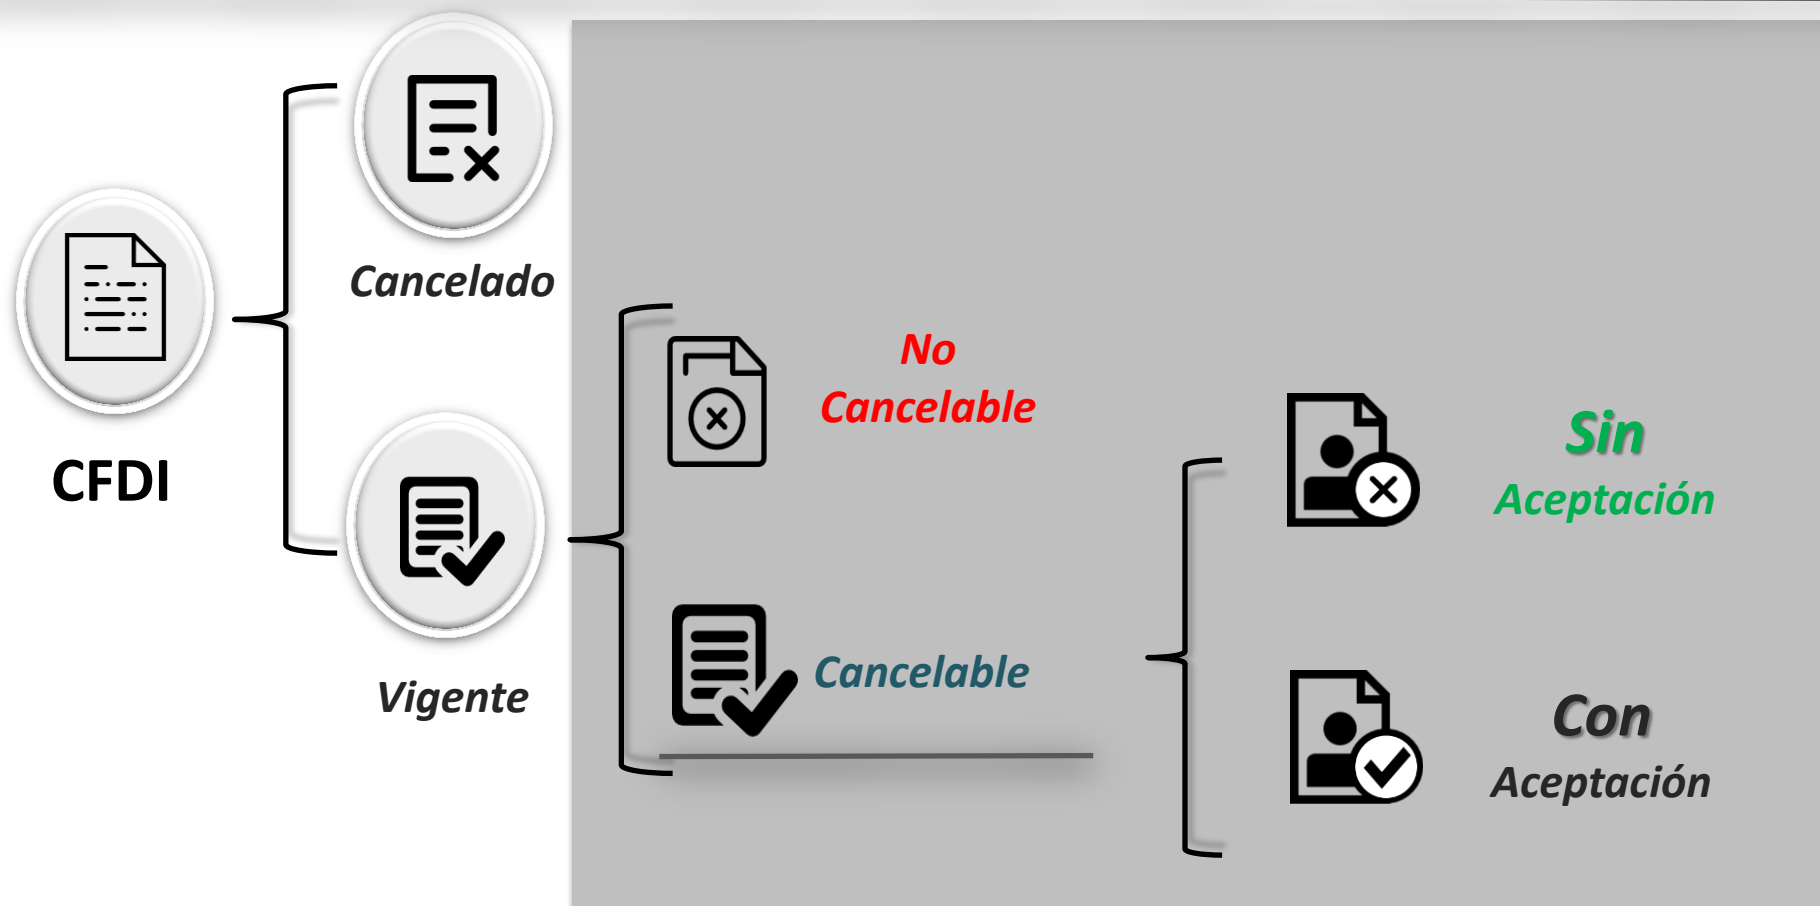 CFDI
Cancelado
Vigente
No
Cancelable
Cancelable
Sin
Aceptación
Con
Aceptación